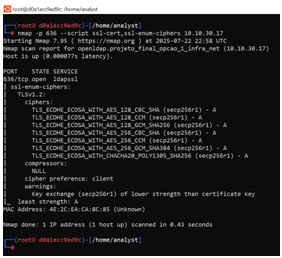 root@d0a1ecc9ed9c: /home/analyst
┌──(root㉿d0a1ecc9ed9c)-[/home/analyst]
└─# nmap -p 636 --script ssl-cert,ssl-enum-ciphers 10.10.30.17
Starting Nmap 7.95 ( https://nmap.org ) at 2025-07-22 22:58 UTC
Nmap scan report for openldap.projeto_final_opcao_1_infra_net (10.10.30.17)
Host is up (0.000077s latency).
PORT    STATE SERVICE
636/tcp open  ldapssl
| ssl-enum-ciphers:
|   TLSv1.2:
|     ciphers:
|       TLS_ECDHE_ECDSA_WITH_AES_128_CBC_SHA (secp256r1) - A
|       TLS_ECDHE_ECDSA_WITH_AES_128_CCM (secp256r1) - A
|       TLS_ECDHE_ECDSA_WITH_AES_128_GCM_SHA256 (secp256r1) - A
|       TLS_ECDHE_ECDSA_WITH_AES_256_CBC_SHA (secp256r1) - A
|       TLS_ECDHE_ECDSA_WITH_AES_256_CCM (secp256r1) - A
|       TLS_ECDHE_ECDSA_WITH_AES_256_GCM_SHA384 (secp256r1) - A
|       TLS_ECDHE_ECDSA_WITH_CHACHA20_POLY1305_SHA256 (secp256r1) - A
|     compressors:
|       NULL
|     cipher preference: client
|     warnings:
|       Key exchange (secp256r1) of lower strength than certificate key
|_  least strength: A
MAC Address: 4E:2C:EA:CA:8C:85 (Unknown)
Nmap done: 1 IP address (1 host up) scanned in 0.43 seconds
┌──(root㉿d0a1ecc9ed9c)-[/home/analyst]
└─#